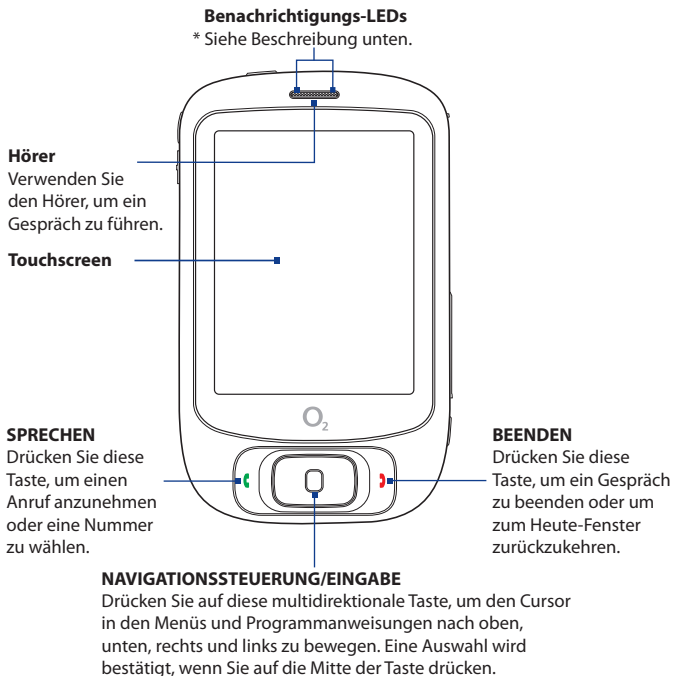 Benachrichtigungs-LEDs
* Siehe Beschreibung unten.
Hörer
Verwenden Sie
den Hörer, um ein
Gespräch zu führen.
Touchscreen
O2
SPRECHEN
Drücken Sie diese
Taste, um einen
Anruf anzunehmen
oder eine Nummer
zu wählen.
BEENDEN
Drücken Sie diese
Taste, um ein Gespräch
zu beenden oder um
zum Heute-Fenster
zurückzukehren.
NAVIGATIONSSTEUERUNG/EINGABE
Drücken Sie auf diese multidirektionale Taste, um den Cursor
in den Menüs und Programmanweisungen nach oben,
unten, rechts und links zu bewegen. Eine Auswahl wird
bestätigt, wenn Sie auf die Mitte der Taste drücken.